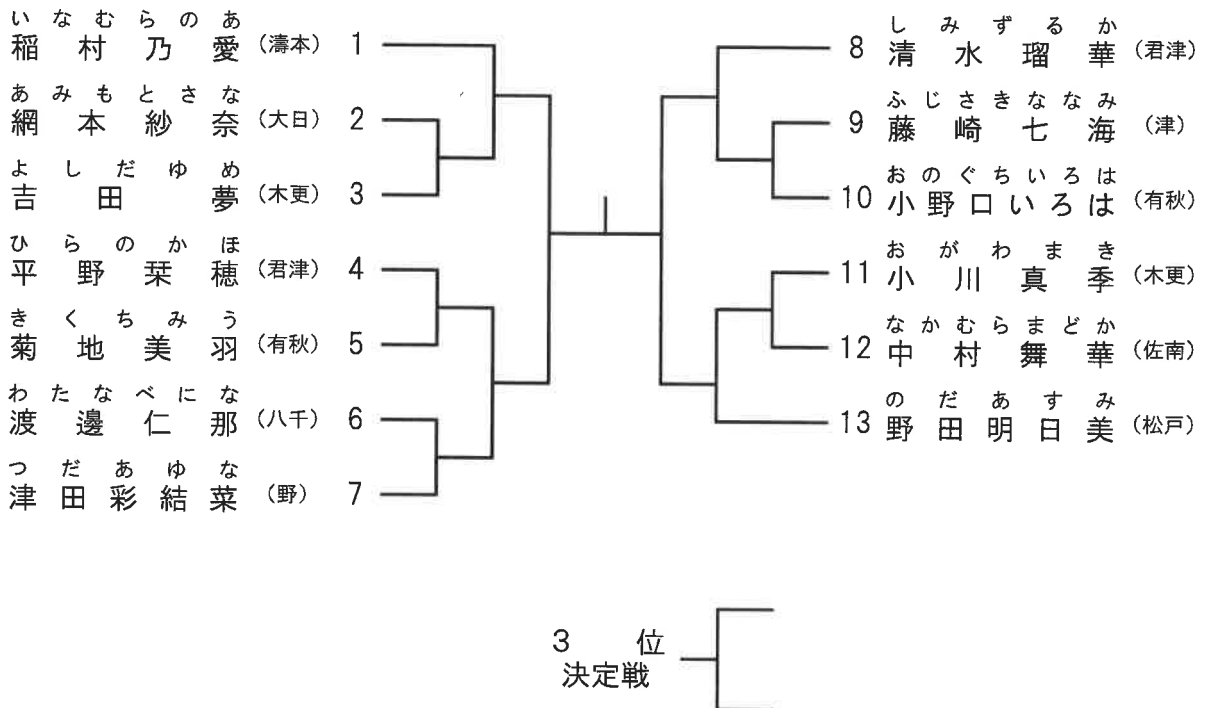 いなむらのあ
稲村乃愛 (濤本) 1
あみもとさな
網本紗奈 (大日) 2
よしだゆめ
吉田夢 (木更) 3
ひらのかほ
平野栞穂 (君津) 4
きくちみう
菊地美羽 (有秋) 5
わたなべにな
渡邊仁那 (八千) 6
つだあゆな
津田彩結菜 (野) 7
しみずるか
8 清水瑠華 (君津)
ふじさきななみ
9 藤崎七海 (津)
おのぐちいろは
10 小野口いろは (有秋)
おがわまき
11 小川真季 (木更)
なかむらまどか
12 中村舞華 (佐南)
のだあすみ
13 野田明日美 (松戸)
3位
決定戦